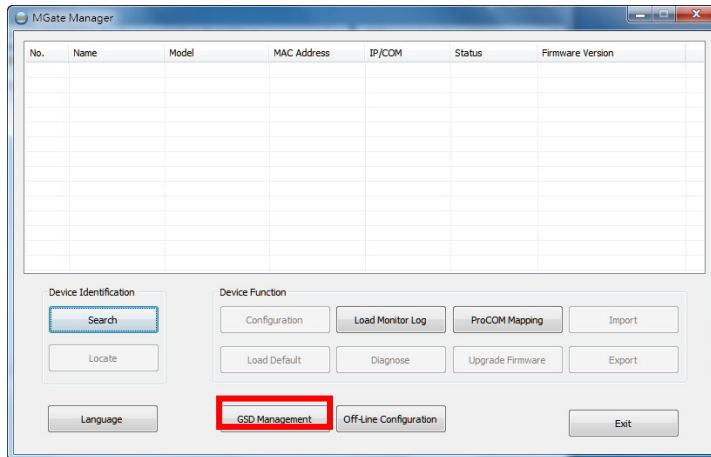 MGate Manager
No. Name Model MAC Address IP/COM Status Firmware Version
Device Identification Device Function
Search Configuration Load Monitor Log ProCOM Mapping Import
Locate Load Default Diagnose Upgrade Firmware Export
Language GSD Management Off-Line Configuration Exit